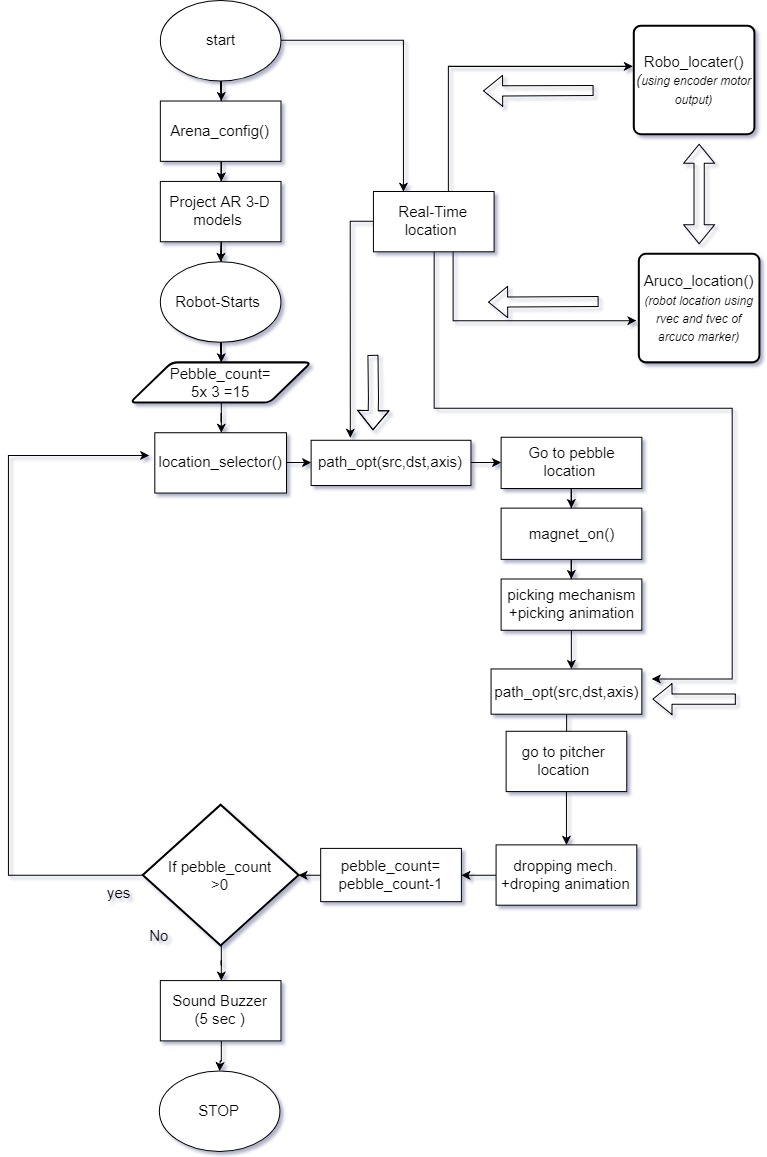 start
Arena_config()
Project AR 3-D
models
Robot-Starts
Pebble_count=
5x 3 =15
location_selector()
Real-Time
location
Robo_locater()
(using encoder motor
output)
Aruco_location()
(robot location using
rvec and tvec of
arcuco marker)
path_opt(src,dst,axis)
Go to pebble
location
magnet_on()
picking mechanism
+picking animation
path_opt(src,dst,axis)
go to pitcher
location
dropping mech.
+droping animation
pebble_count=
pebble_count-1
If pebble_count
>0
yes
No
Sound Buzzer
(5 sec )
STOP